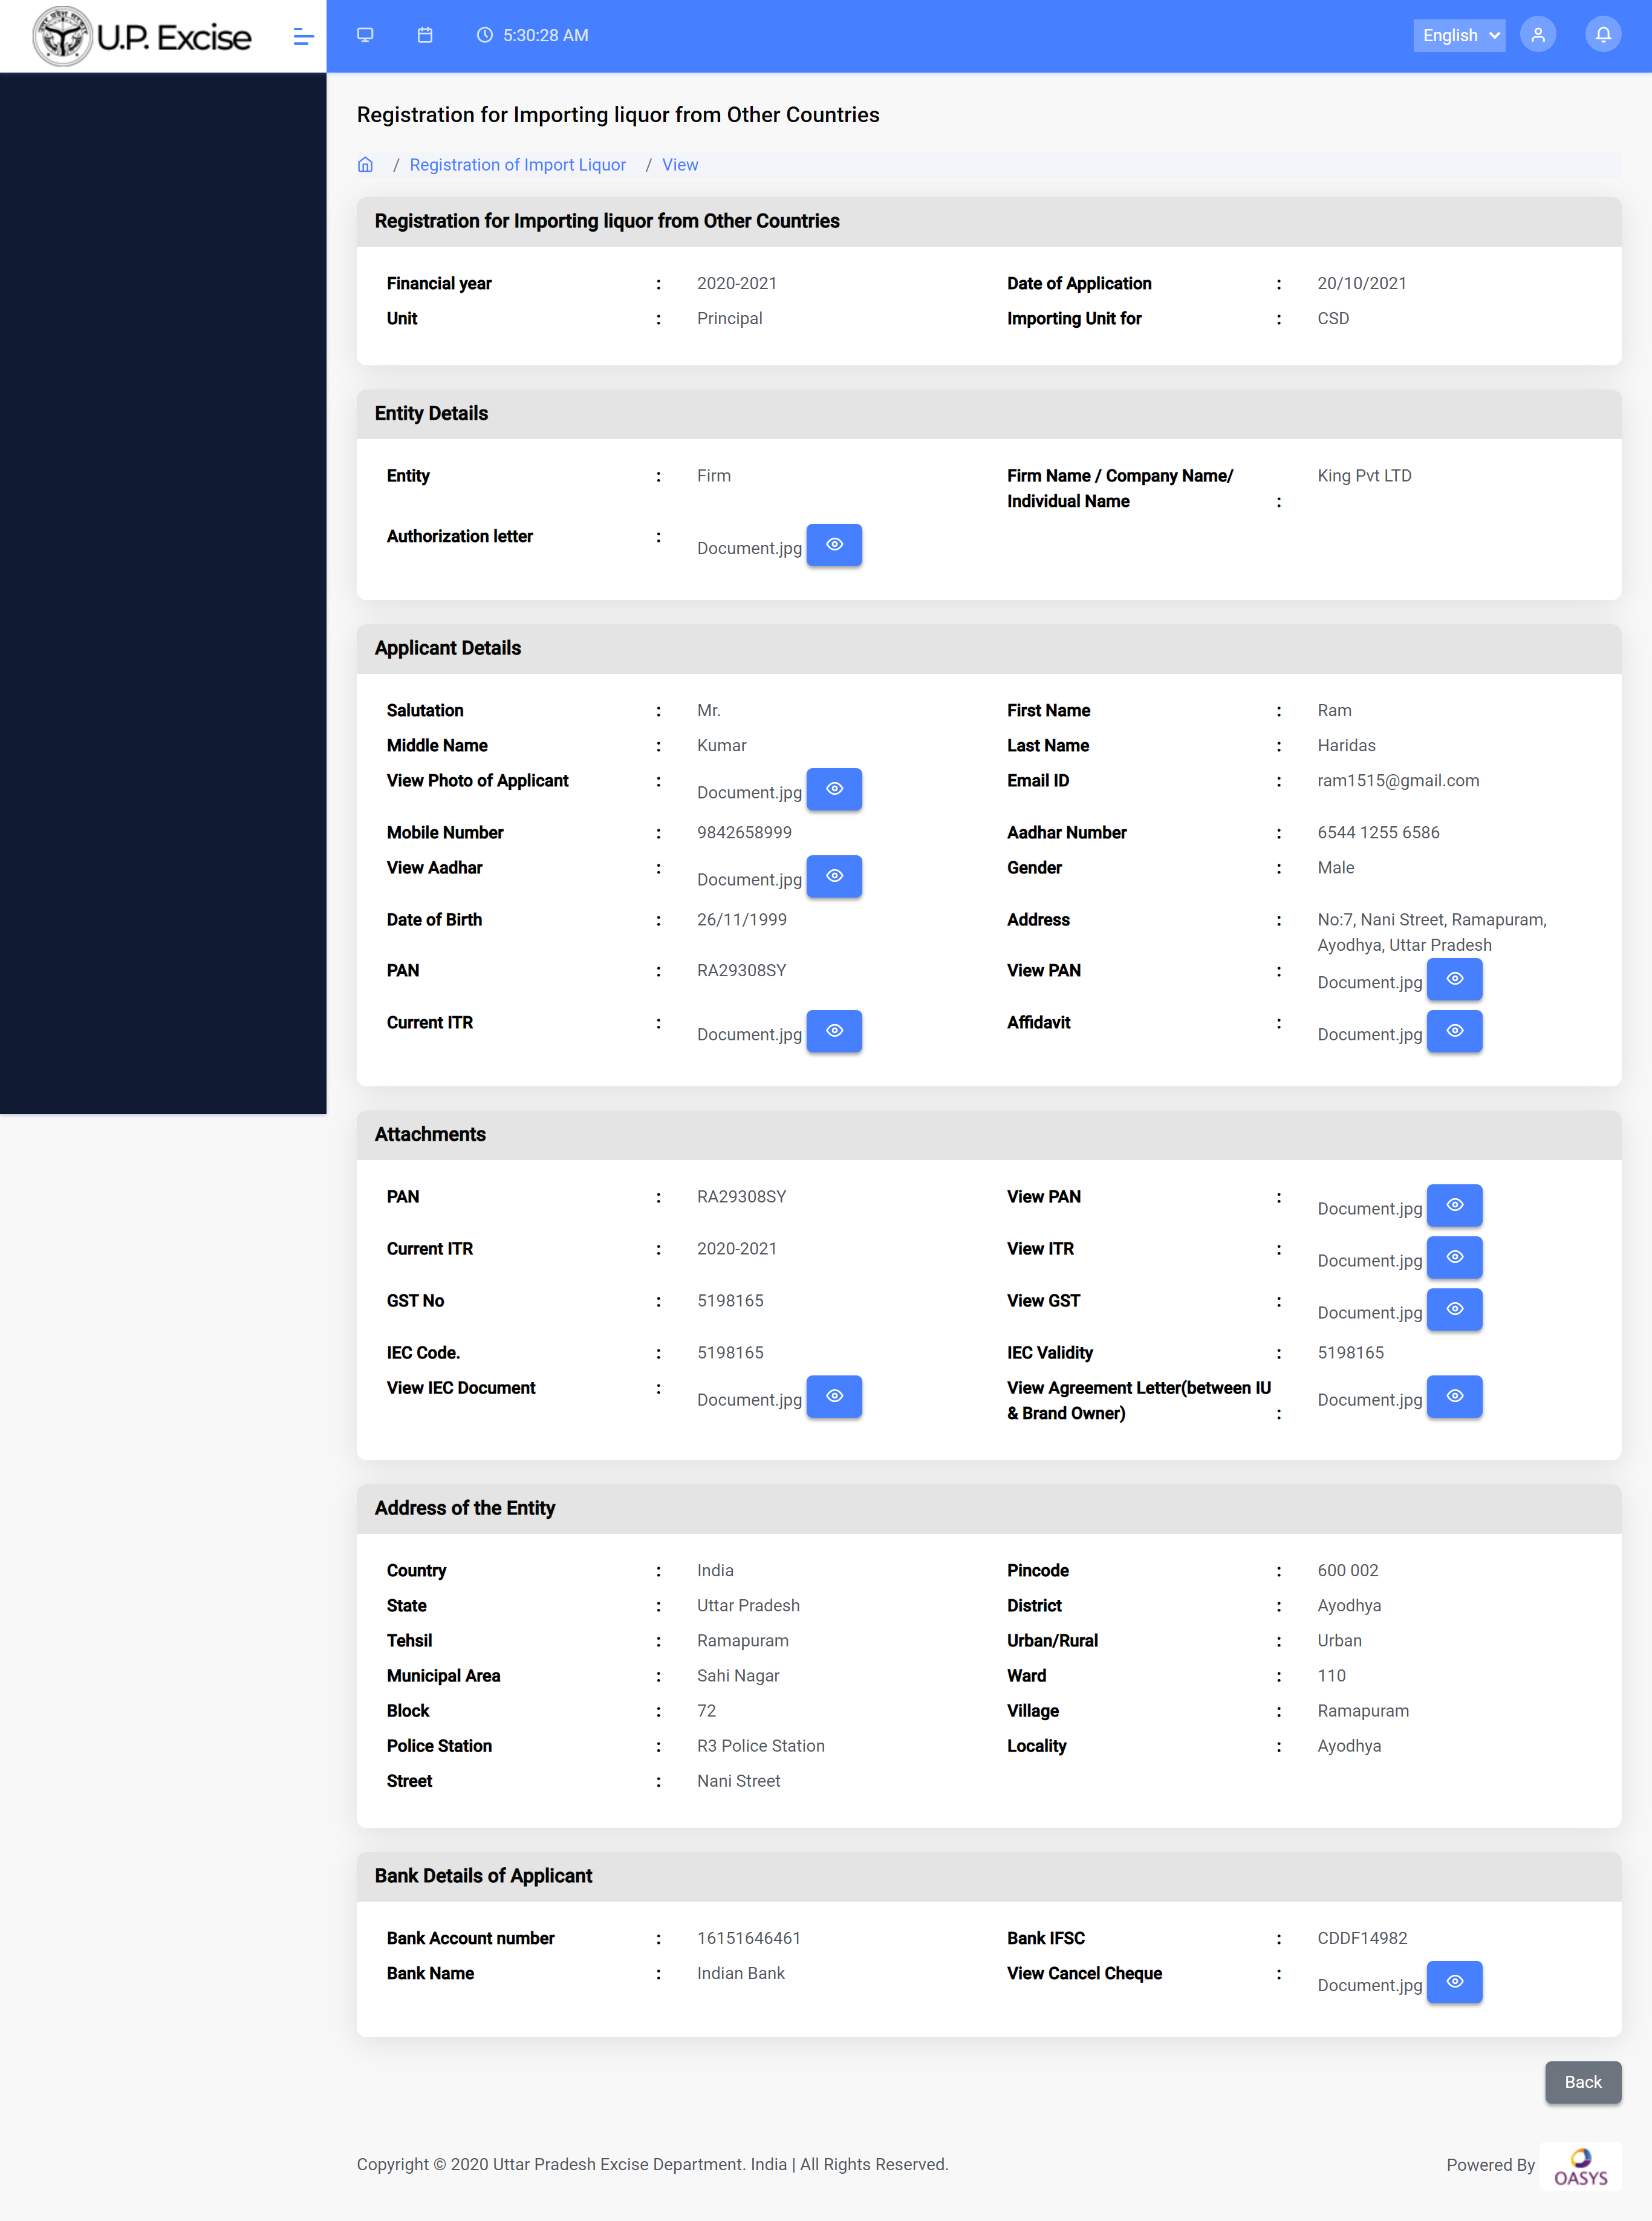 U.P. Excise
5:30:28 AM
English
Registration for Importing liquor from Other Countries
/ Registration of Import Liquor / View
Registration for Importing liquor from Other Countries
Financial year : 2020-2021 Date of Application : 20/10/2021
Unit : Principal Importing Unit for : CSD
Entity Details
Entity : Firm Firm Name / Company Name/ King Pvt LTD
Individual Name :
Authorization letter : Document.jpg
Applicant Details
Salutation : Mr. First Name : Ram
Middle Name : Kumar Last Name : Haridas
View Photo of Applicant : Document.jpg Email ID : ram1515@gmail.com
Mobile Number : 9842658999 Aadhar Number : 6544 1255 6586
View Aadhar : Document.jpg Gender : Male
Date of Birth : 26/11/1999 Address : No:7, Nani Street, Ramapuram,
Ayodhya, Uttar Pradesh
PAN : RA29308SY View PAN : Document.jpg
Current ITR : Document.jpg Affidavit : Document.jpg
Attachments
PAN : RA29308SY View PAN : Document.jpg
Current ITR : 2020-2021 View ITR : Document.jpg
GST No : 5198165 View GST : Document.jpg
IEC Code. : 5198165 IEC Validity : 5198165
View IEC Document : Document.jpg View Agreement Letter(between IU Document.jpg
& Brand Owner) :
Address of the Entity
Country : India Pincode : 600 002
State : Uttar Pradesh District : Ayodhya
Tehsil : Ramapuram Urban/Rural : Urban
Municipal Area : Sahi Nagar Ward : 110
Block : 72 Village : Ramapuram
Police Station : R3 Police Station Locality : Ayodhya
Street : Nani Street
Bank Details of Applicant
Bank Account number : 16151646461 Bank IFSC : CDDF14982
Bank Name : Indian Bank View Cancel Cheque : Document.jpg
Back
Copyright © 2020 Uttar Pradesh Excise Department. India | All Rights Reserved. Powered By OASYS